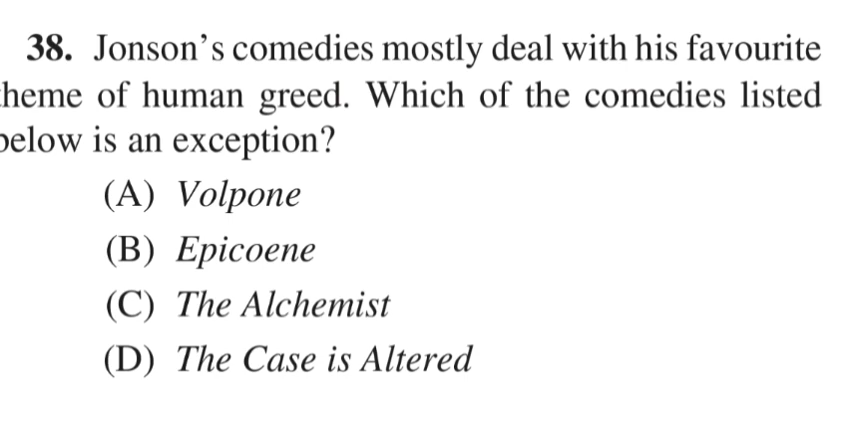 38. Jonson’s comedies mostly deal with his favourite
heme of human greed. Which of the comedies listed
elow is an exception?
(A) Volpone
(B) Epicoene
(C) The Alchemist
(D) The Case is Altered